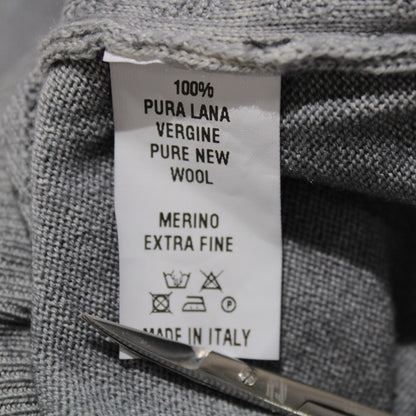 100%
PURA LANA
VERGINE
PURE NEW
WOOL
MERINO
EXTRA FINE
P
MADE IN ITALY